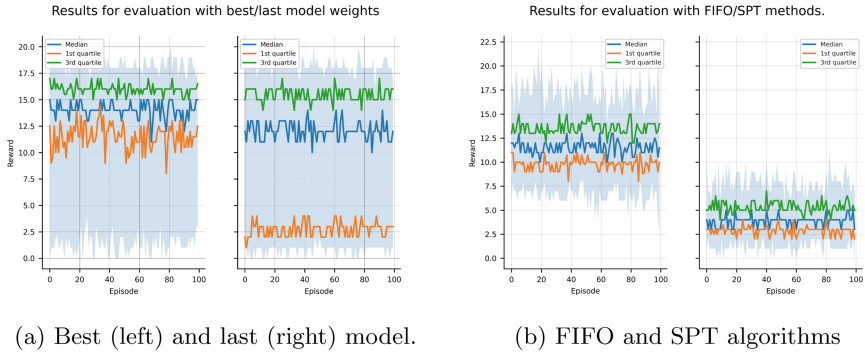 Results for evaluation with best/last model weights
Results for evaluation with FIFO/SPT methods.
Median
1st quartile
3rd quartile
Median
1st quartile
3rd quartile
20.0
17.5
15.0
12.5
10.0
7.5
5.0
2.5
0.0
Reward
0 20 40 60 80 100
0 20 40 60 80 100
Episode
Episode
Median
1st quartile
3rd quartile
Median
1st quartile
3rd quartile
22.5
20.0
17.5
15.0
12.5
10.0
7.5
5.0
2.5
0.0
Reward
0 20 40 60 80 100
0 20 40 60 80 100
Episode
Episode
(a) Best (left) and last (right) model.
(b) FIFO and SPT algorithms